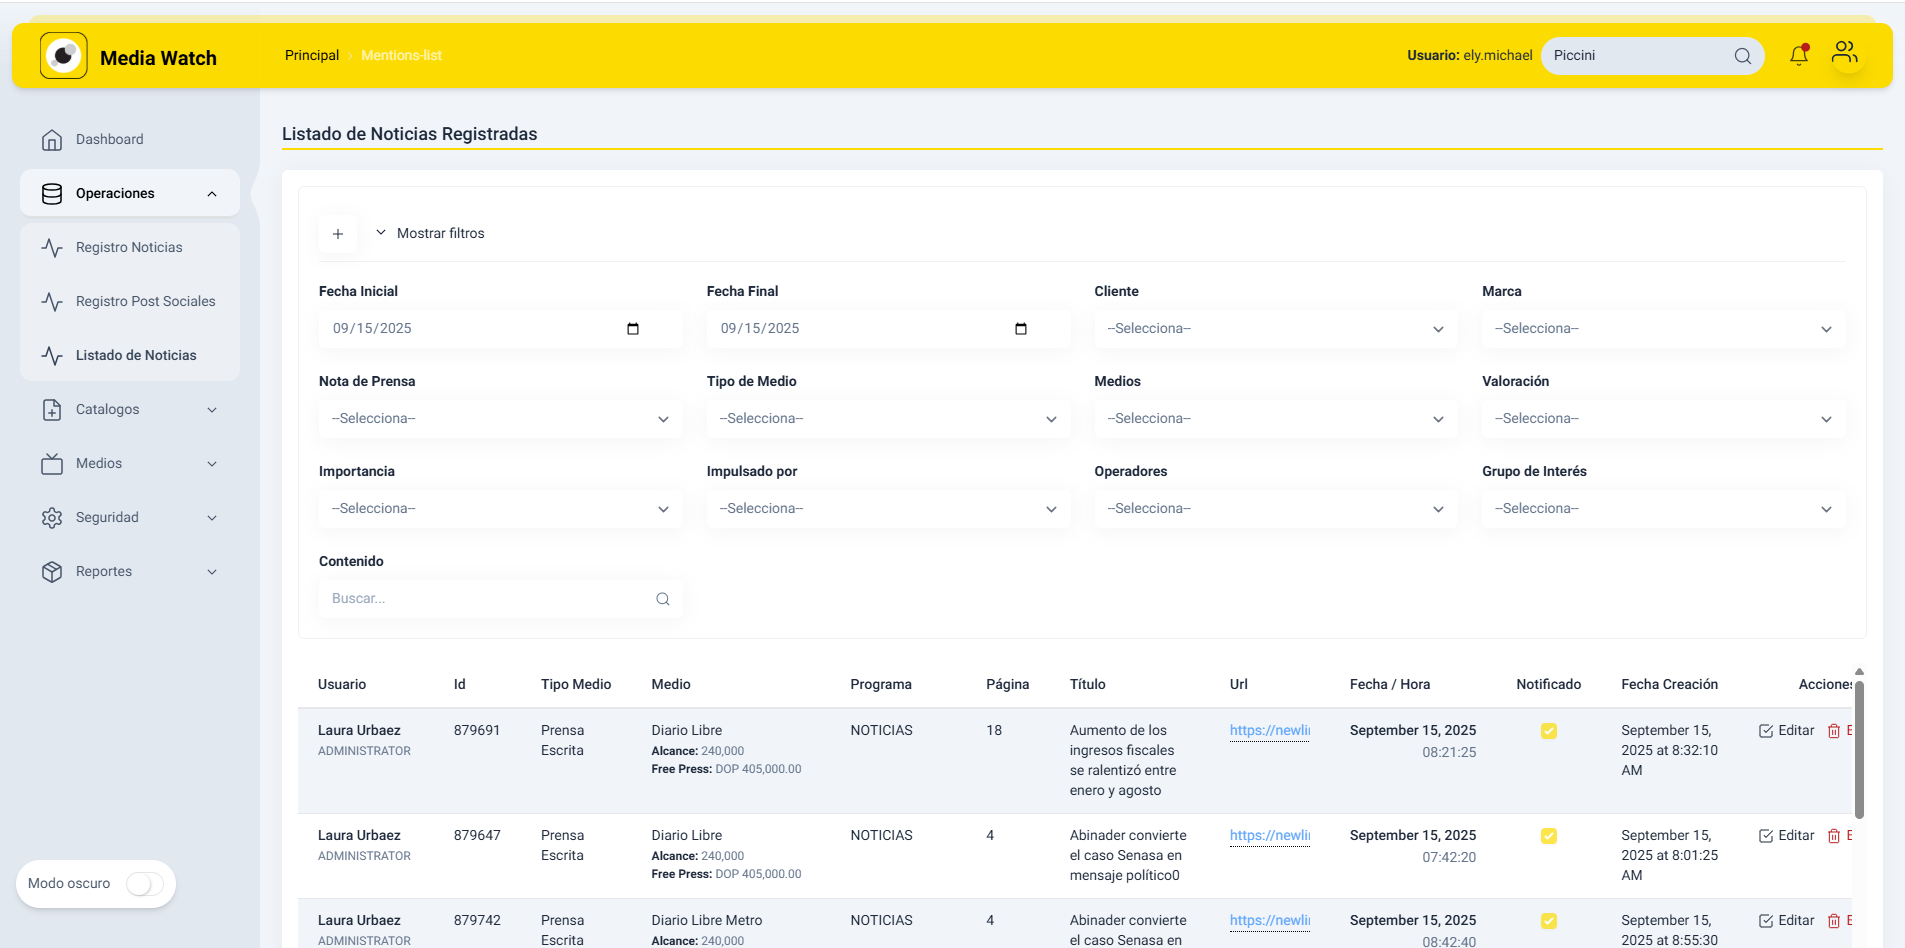 Media Watch
Principal › Mentions-list
Usuario: ely.michael
Piccini
Dashboard
Operaciones
Registro Noticias
Registro Post Sociales
Listado de Noticias
Catalogos
Medios
Seguridad
Reportes
Modo oscuro
Listado de Noticias Registradas
+
Mostrar filtros
Fecha Inicial Fecha Final Cliente Marca
09/15/2025 09/15/2025 --Selecciona-- --Selecciona--
Nota de Prensa Tipo de Medio Medios Valoración
--Selecciona-- --Selecciona-- --Selecciona-- --Selecciona--
Importancia Impulsado por Operadores Grupo de Interés
--Selecciona-- --Selecciona-- --Selecciona-- --Selecciona--
Contenido
Buscar...
Usuario Id Tipo Medio Medio Programa Página Título Url Fecha / Hora Notificado Fecha Creación Acciones
Laura Urbaez 879691 Prensa Diario Libre NOTICIAS 18 Aumento de los https://newli September 15, 2025 September 15, Editar E
ADMINISTRATOR Escrita Alcance: 240,000 ingresos fiscales 08:21:25 2025 at 8:32:10
Free Press: DOP 405,000.00 se ralentizó entre AM
enero y agosto
Laura Urbaez 879647 Prensa Diario Libre NOTICIAS 4 Abinader convierte https://newli September 15, 2025 September 15, Editar E
ADMINISTRATOR Escrita Alcance: 240,000 el caso Senasa en 07:42:20 2025 at 8:01:25
Free Press: DOP 405,000.00 mensaje político0 AM
Laura Urbaez 879742 Prensa Diario Libre Metro NOTICIAS 4 Abinader convierte https://newli September 15, 2025 September 15, Editar E
ADMINISTRATOR Escrita Alcance: 240,000 el caso Senasa en 08:42:40 2025 at 8:55:30